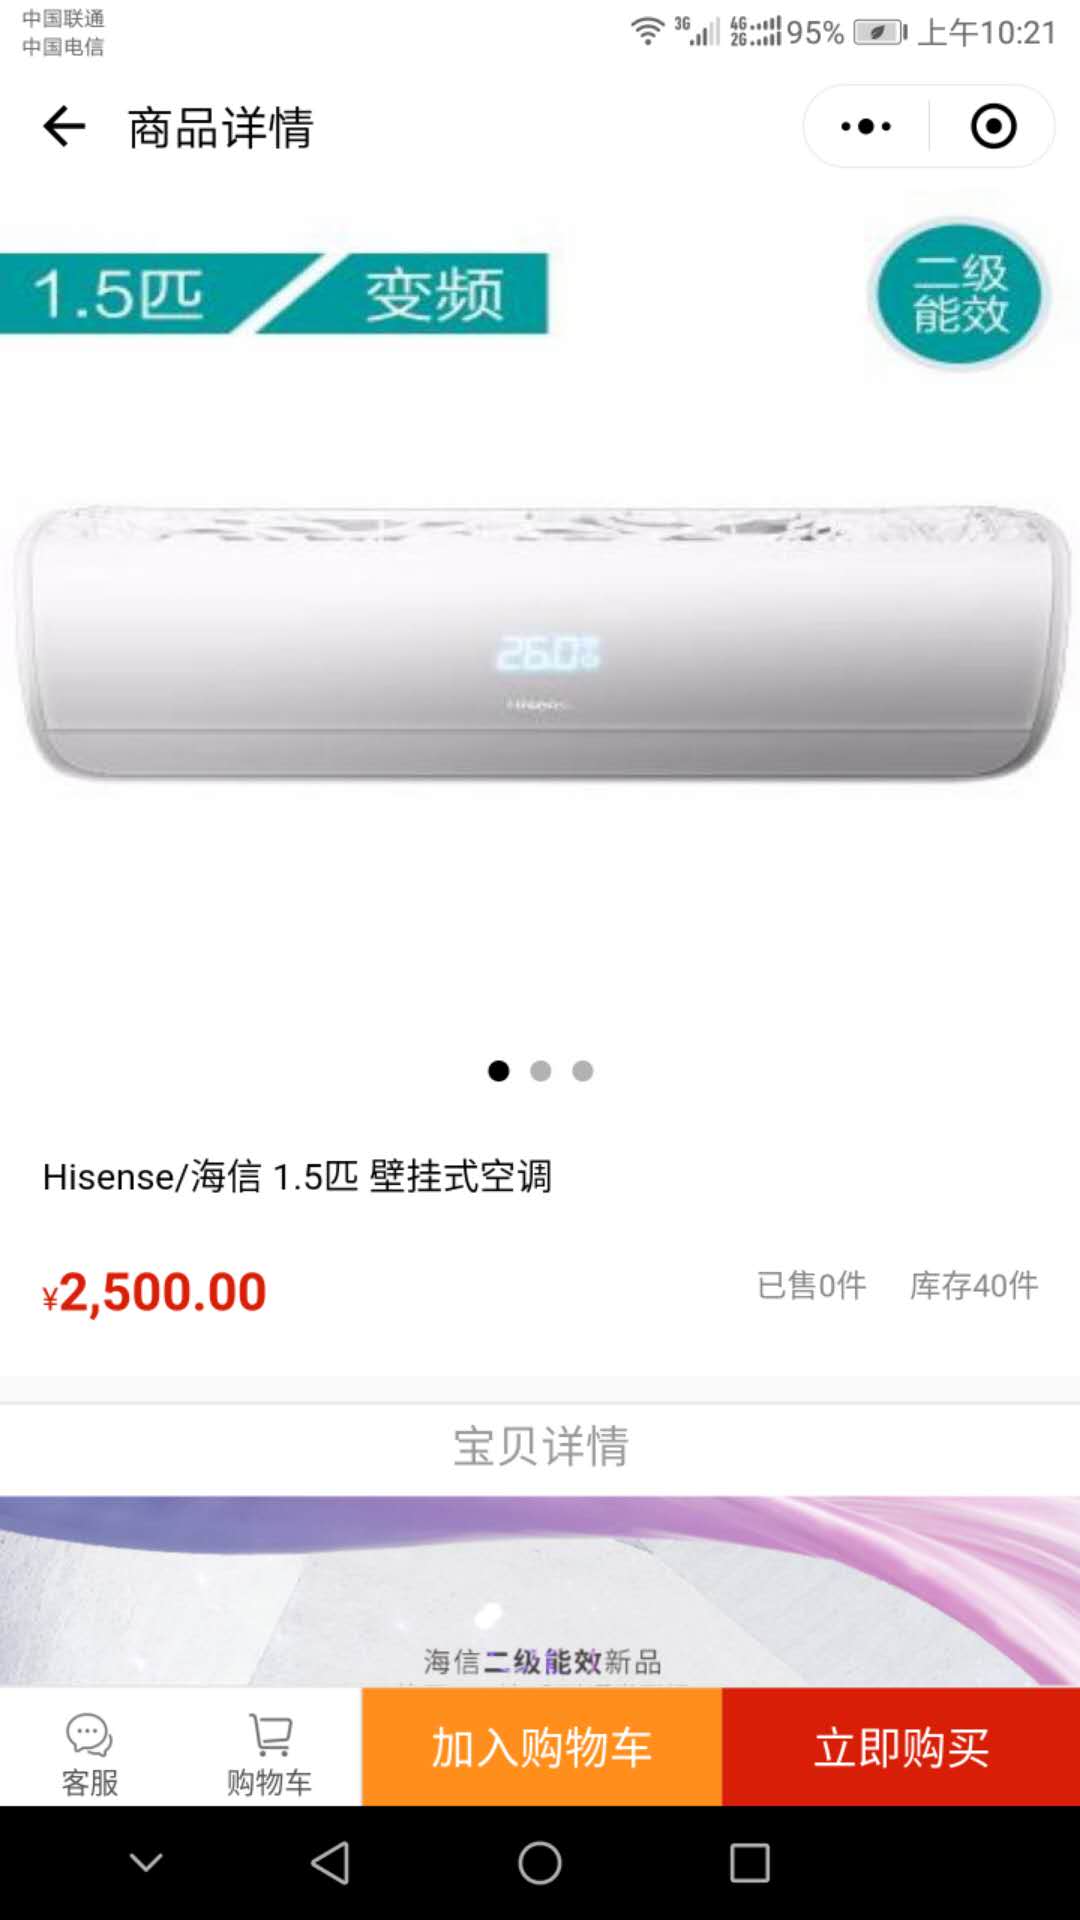 中国联通
中国电信
3G
4G
2G
95%
上午10:21
商品详情
1.5匹
变频
二级
能效
26.0
Hisense
Hisense/海信 1.5匹 壁挂式空调
¥2,500.00
已售0件
库存40件
宝贝详情
海信二级能效新品
客服
购物车
加入购物车
立即购买